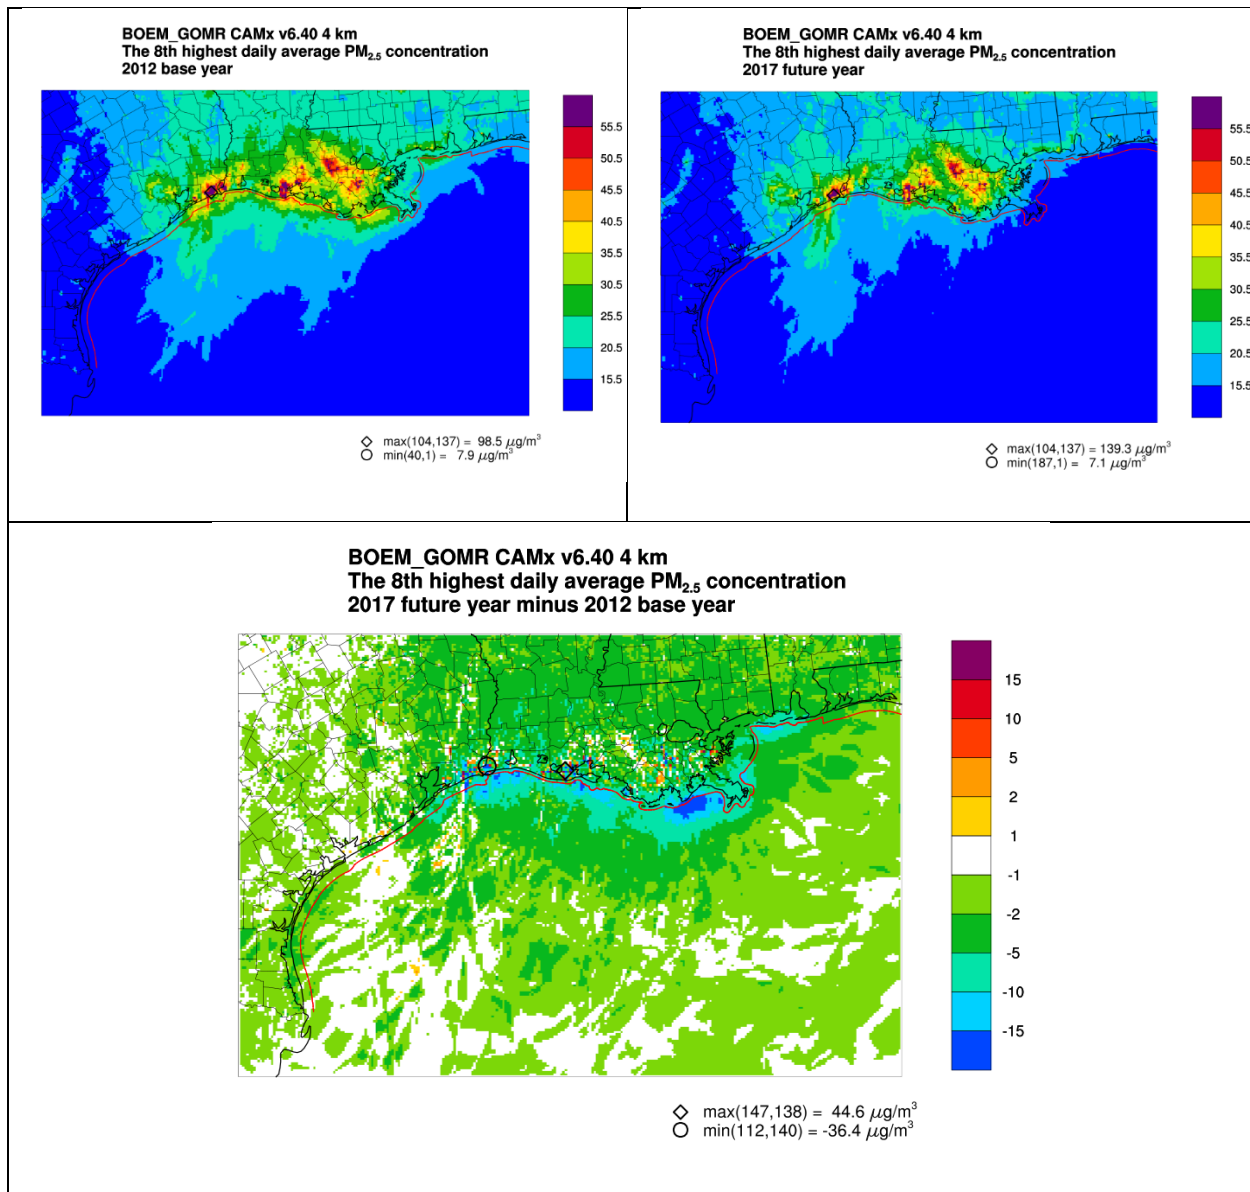 BOEM_GOMR CAMx v6.40 4 km
The 8th highest daily average PM2.5 concentration
2012 base year
55.5
50.5
45.5
40.5
35.5
30.5
25.5
20.5
15.5
max(104,137) = 98.5 μg/m³
min(40,1) = 7.9 μg/m³
BOEM_GOMR CAMx v6.40 4 km
The 8th highest daily average PM2.5 concentration
2017 future year
55.5
50.5
45.5
40.5
35.5
30.5
25.5
20.5
15.5
max(104,137) = 139.3 μg/m³
min(187,1) = 7.1 μg/m³
BOEM_GOMR CAMx v6.40 4 km
The 8th highest daily average PM2.5 concentration
2017 future year minus 2012 base year
15
10
5
2
1
-1
-2
-5
-10
-15
max(147,138) = 44.6 μg/m³
min(112,140) = -36.4 μg/m³